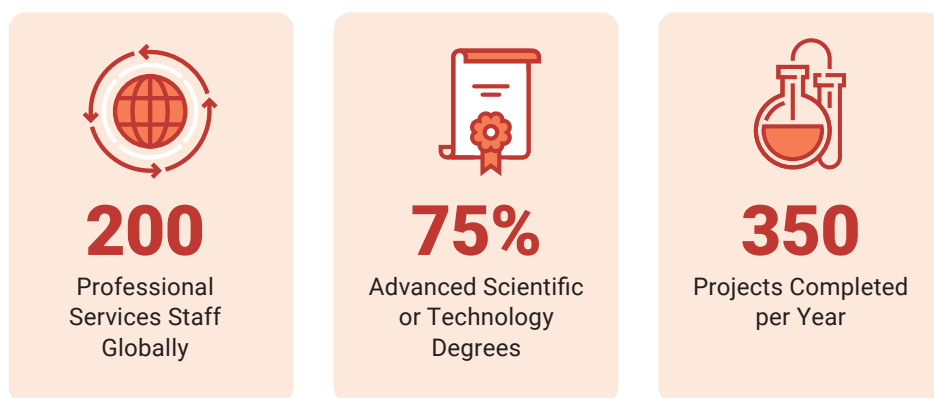 200
Professional
Services Staff
Globally
75%
Advanced Scientific
or Technology
Degrees
350
Projects Completed
per Year